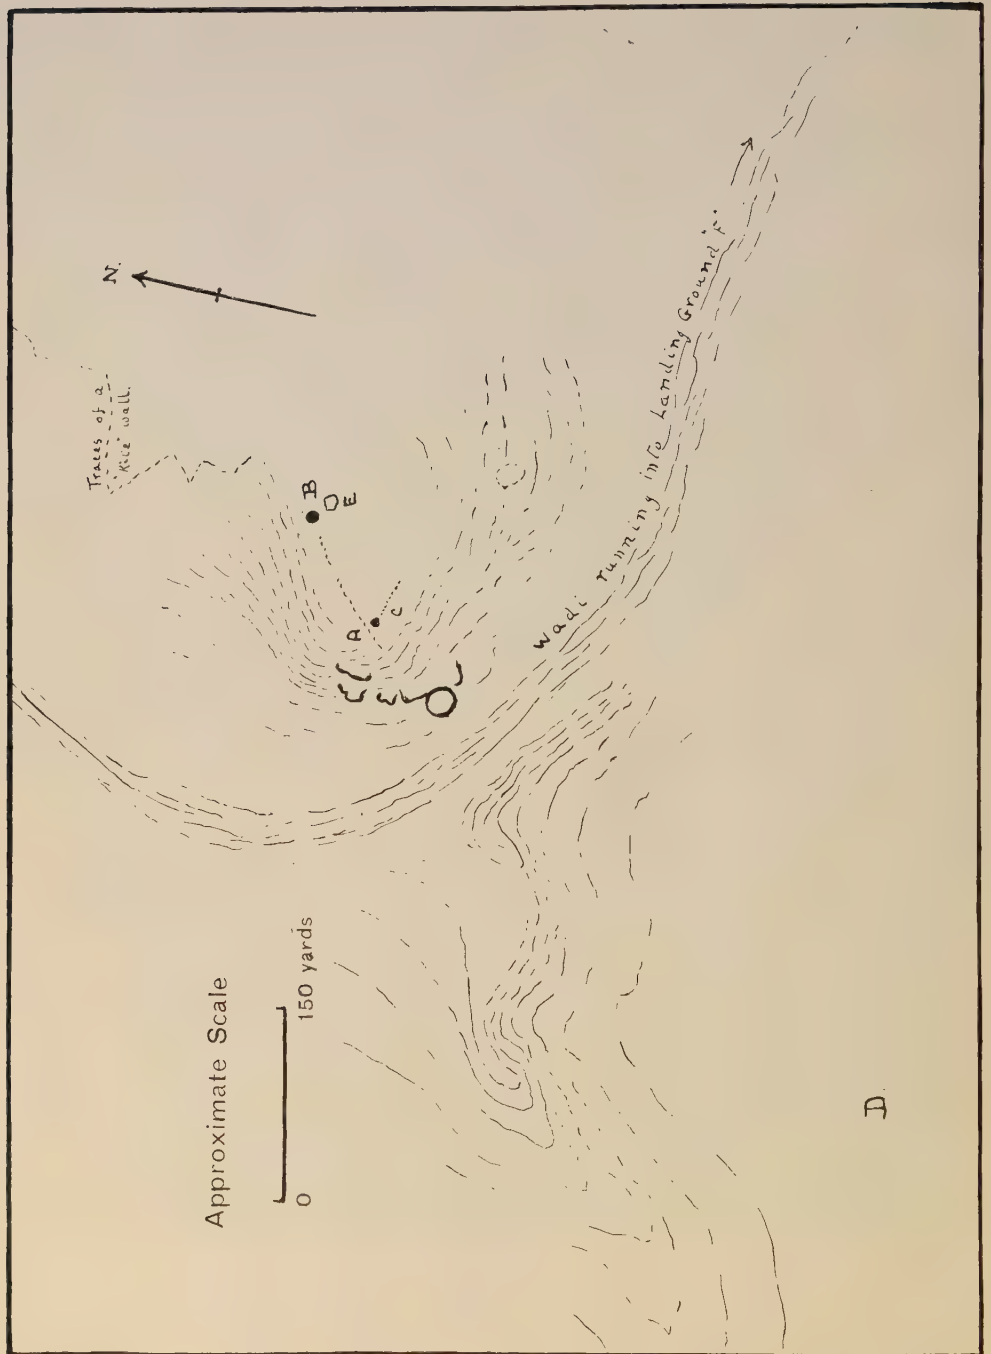 N.
Traces of a
"Kite" wall.
B
E
A
C
Wadi running into Landing Ground "F".
Approximate Scale
0 150 yards
D.